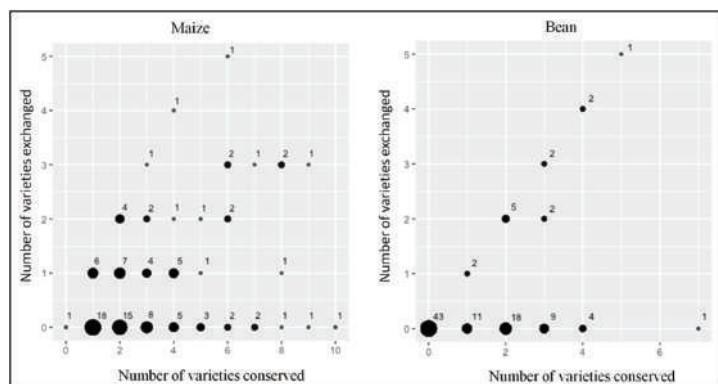 Maize
Number of varieties exchanged
5
4
3
2
1
0
1
1
1 2 1 2 1
4 2 1 1 2
6 7 4 5 1 1
1 18 15 8 5 3 2 2 1 1 1
0 2 4 6 8 10
Number of varieties conserved
Bean
Number of varieties exchanged
5
4
3
2
1
0
1
2
2
5 2
2
43 11 18 9 4 1
0 2 4 6
Number of varieties conserved